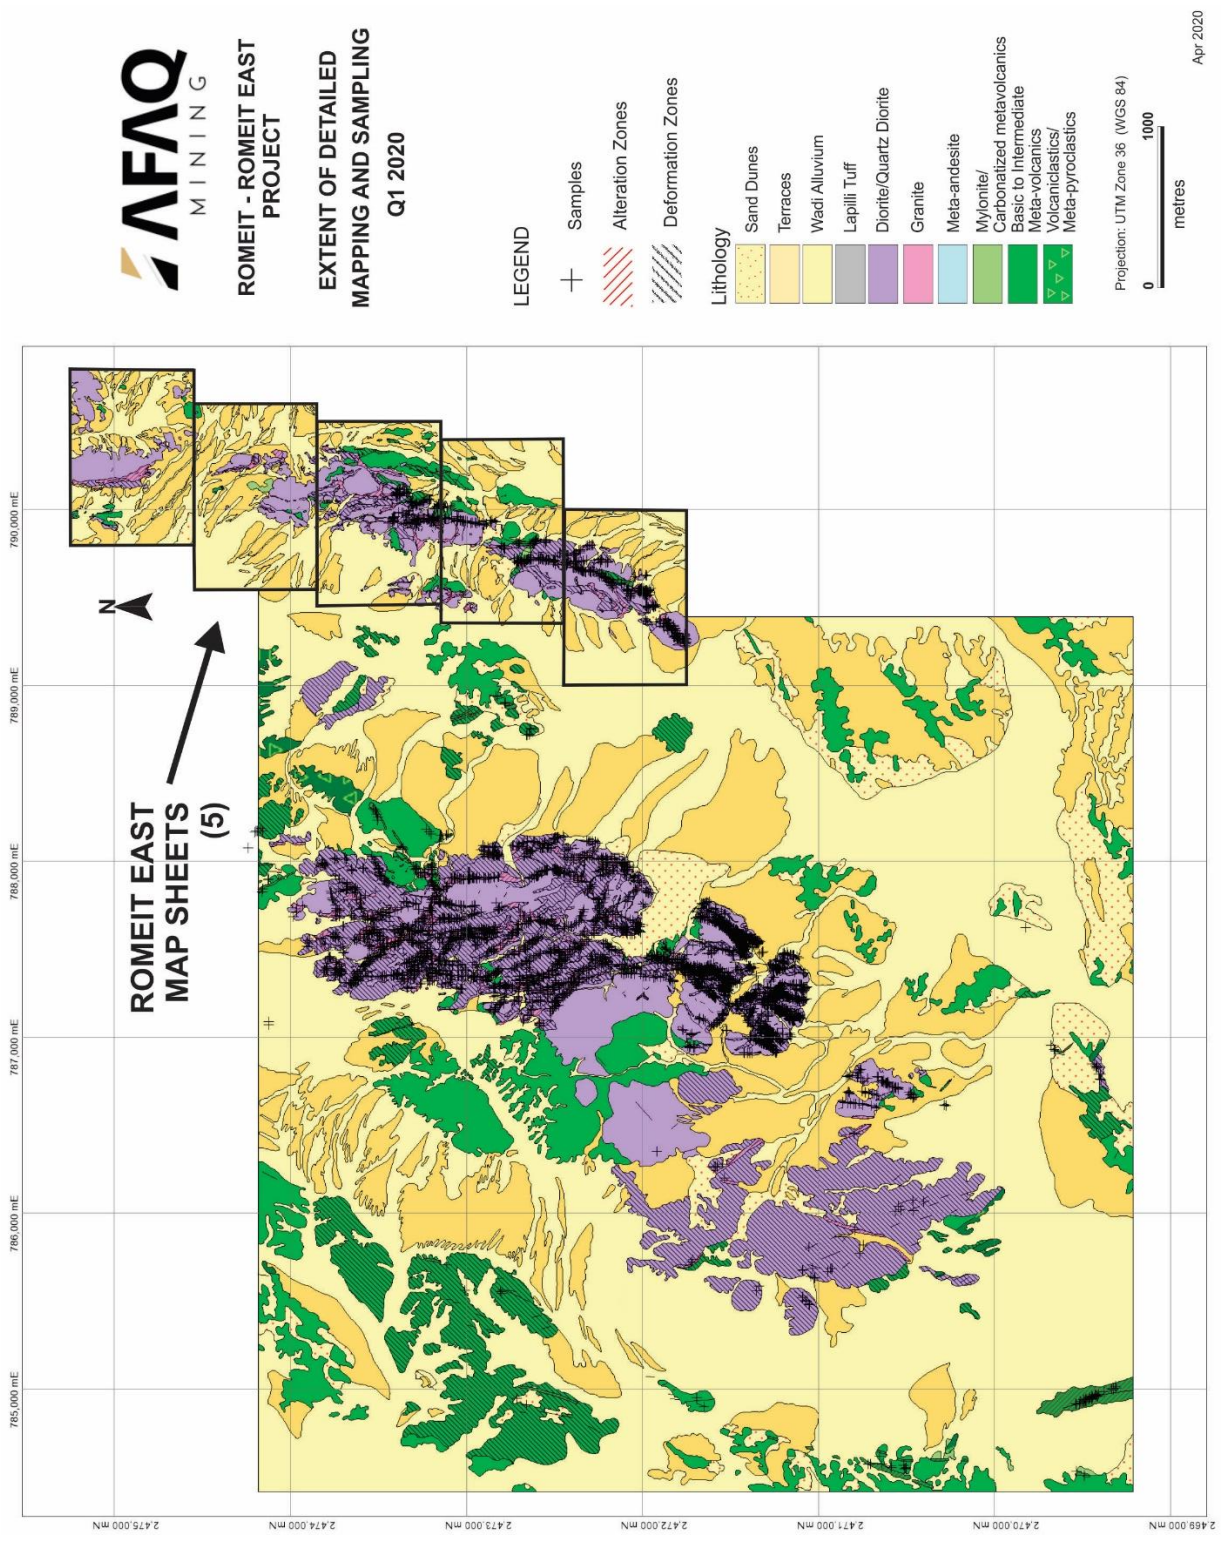 AFAQ
MINING
ROMEIT - ROMEIT EAST
PROJECT
EXTENT OF DETAILED
MAPPING AND SAMPLING
Q1 2020
LEGEND
Samples
Alteration Zones
Deformation Zones
Lithology
Sand Dunes
Terraces
Wadi Alluvium
Lapilli Tuff
Diorite/Quartz Diorite
Granite
Meta-andesite
Mylonite/
Carbonatized metavolcanics
Basic to Intermediate
Meta-volcanics
Volcaniclastics/
Meta-pyroclastics
Projection: UTM Zone 36 (WGS 84)
0
1000
metres
Apr 2020
N
ROMEIT EAST
MAP SHEETS
(5)
785,000 mE
786,000 mE
787,000 mE
788,000 mE
789,000 mE
790,000 mE
2,475,000 mN
2,474,000 mN
2,473,000 mN
2,472,000 mN
2,471,000 mN
2,470,000 mN
2,469,000 mN